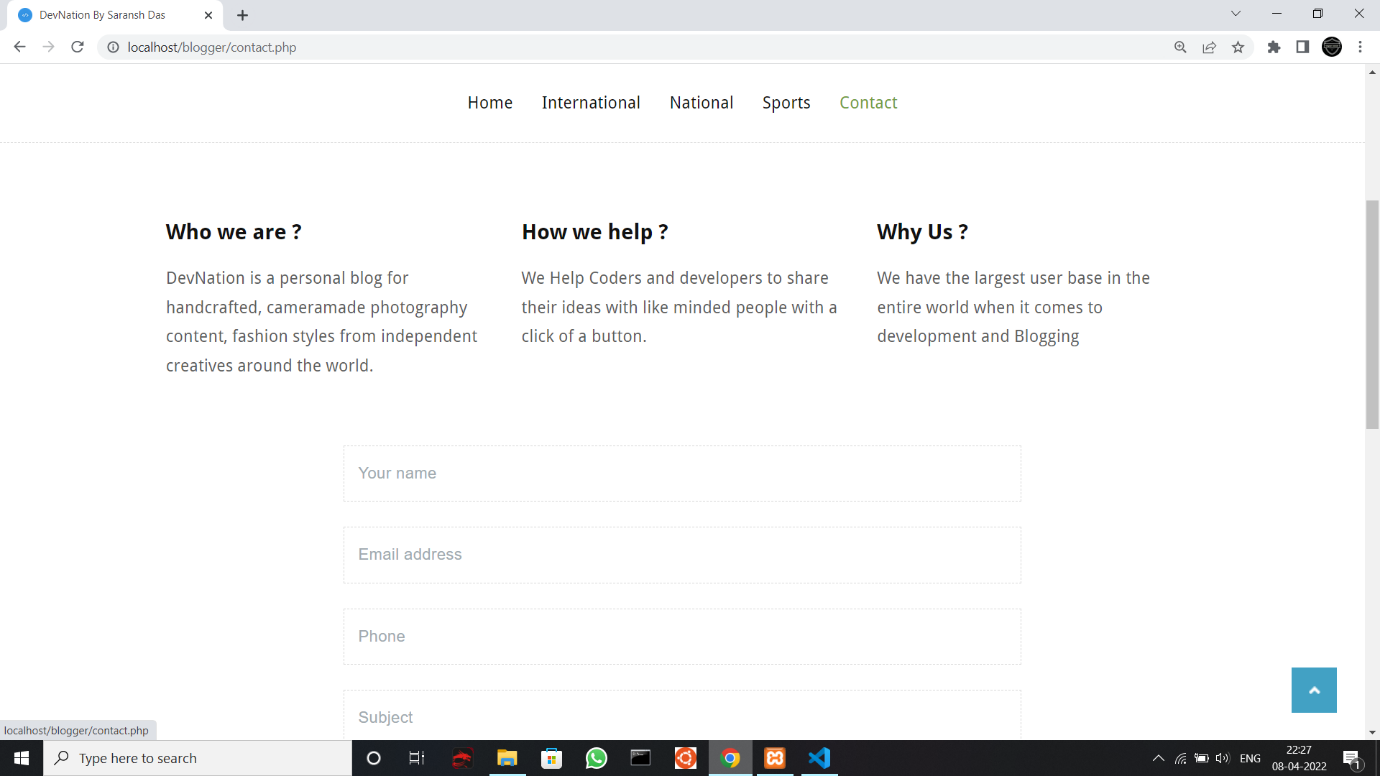 DevNation By Saransh Das
localhost/blogger/contact.php
Home International National Sports Contact
Who we are ?
DevNation is a personal blog for
handcrafted, cameramade photography
content, fashion styles from independent
creatives around the world.
How we help ?
We Help Coders and developers to share
their ideas with like minded people with a
click of a button.
Why Us ?
We have the largest user base in the
entire world when it comes to
development and Blogging
Your name
Email address
Phone
Subject
localhost/blogger/contact.php
Type here to search
ENG
22:27
08-04-2022
1